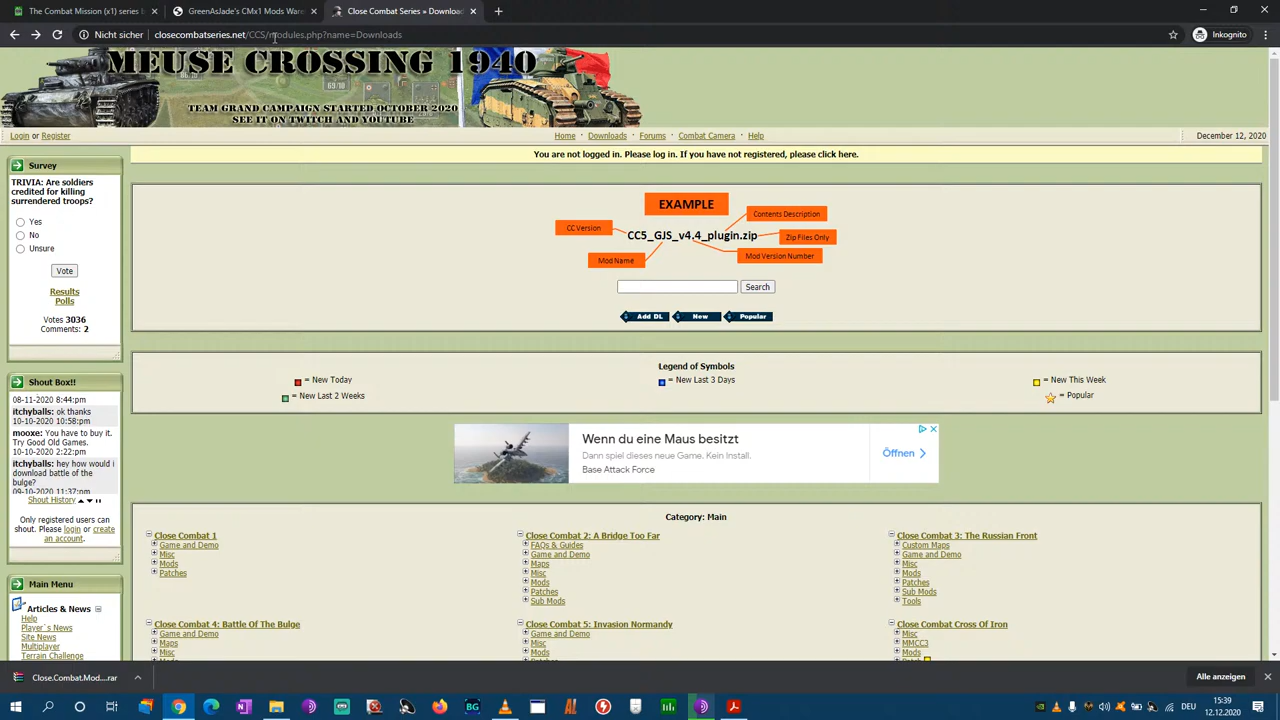 The Combat Mission (x1) series b
GreenAsJade's CM x1 Mods Ware
Close Combat Series: Downloads
Nicht sicher
closecombatseries.net/CCS/modules.php?name=Downloads
Inkognito
MEUSE CROSSING 1940
TEAM GRAND CAMPAIGN STARTED OCTOBER 2020
SEE IT ON TWITCH AND YOUTUBE
Login or Register
Home · Downloads · Forums · Combat Camera · Help
December 12, 2020
You are not logged in. Please log in. If you have not registered, please click here.
Survey
TRIVIA: Are soldiers
credited for killing
surrendered troops?
Yes
No
Unsure
Vote
Results
Polls
Votes 3036
Comments: 2
EXAMPLE
Contents Description
CC Version
CC5_GJS_v4.4_plugin.zip
Zip Files Only
Mod Name
Mod Version Number
Search
Add DL
New
Popular
Legend of Symbols
= New Today
= New Last 3 Days
= New This Week
= New Last 2 Weeks
= Popular
Shout Box!!
08-11-2020 8:44pm
itchyballs: ok thanks
10-10-2020 10:58pm
mooxe: You have to buy it.
Try Good Old Games.
10-10-2020 2:22pm
itchyballs: hey how would i
download battle of the
bulge?
09-10-2020 11:37pm
Shout History
Only registered users can
shout. Please login or create
an account.
Wenn du eine Maus besitzt
Dann spiel dieses neue Game. Kein Install.
Base Attack Force
Öffnen
Category: Main
Close Combat 1
Game and Demo
Misc
Mods
Patches
Close Combat 2: A Bridge Too Far
FAQs & Guides
Game and Demo
Maps
Misc
Mods
Patches
Sub Mods
Close Combat 3: The Russian Front
Custom Maps
Game and Demo
Misc
Mods
Patches
Sub Mods
Tools
Close Combat 4: Battle Of The Bulge
Game and Demo
Maps
Misc
Close Combat 5: Invasion Normandy
Game and Demo
Misc
Mods
Close Combat Cross Of Iron
Misc
MMCC3
Mods
Main Menu
Articles & News
Help
Player`s News
Site News
Multiplayer
Terrain Challenge
Close.Combat.Mod....rar
Alle anzeigen
DEU
15:39
12.12.2020